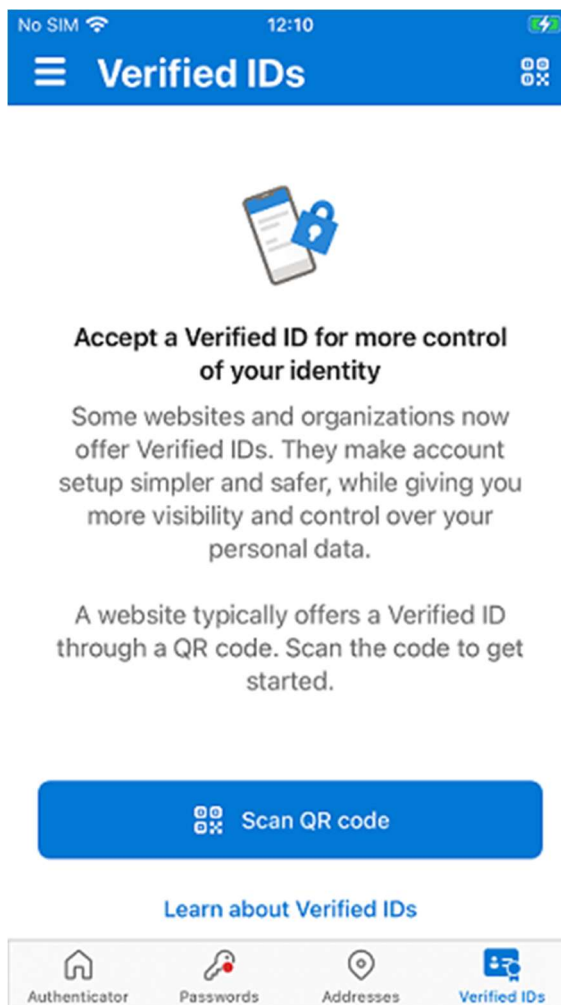 No SIM 12:10
Verified IDs
Accept a Verified ID for more control
of your identity
Some websites and organizations now
offer Verified IDs. They make account
setup simpler and safer, while giving you
more visibility and control over your
personal data.
A website typically offers a Verified ID
through a QR code. Scan the code to get
started.
Scan QR code
Learn about Verified IDs
Authenticator Passwords Addresses Verified IDs